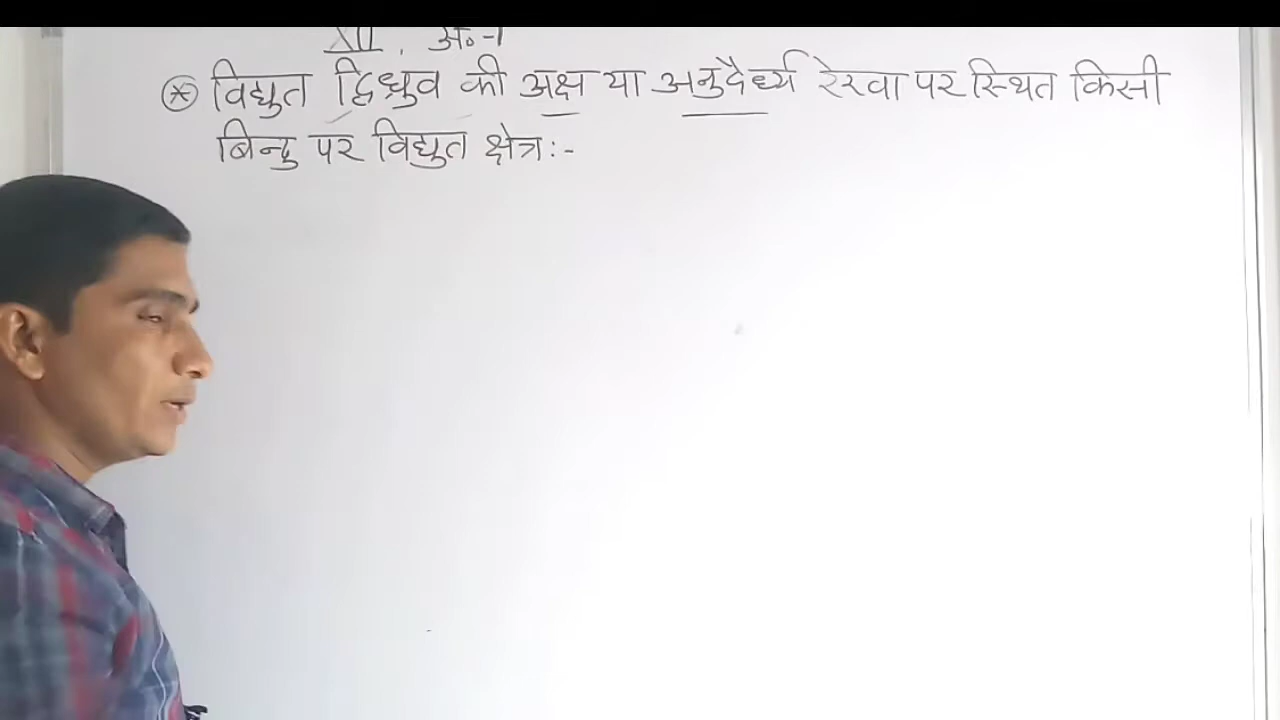 XII, अ०-1
* विद्युत द्विध्रुव की अक्ष या अनुदैर्ध्य रेखा पर स्थित किसी
बिन्दु पर विद्युत क्षेत्र:-